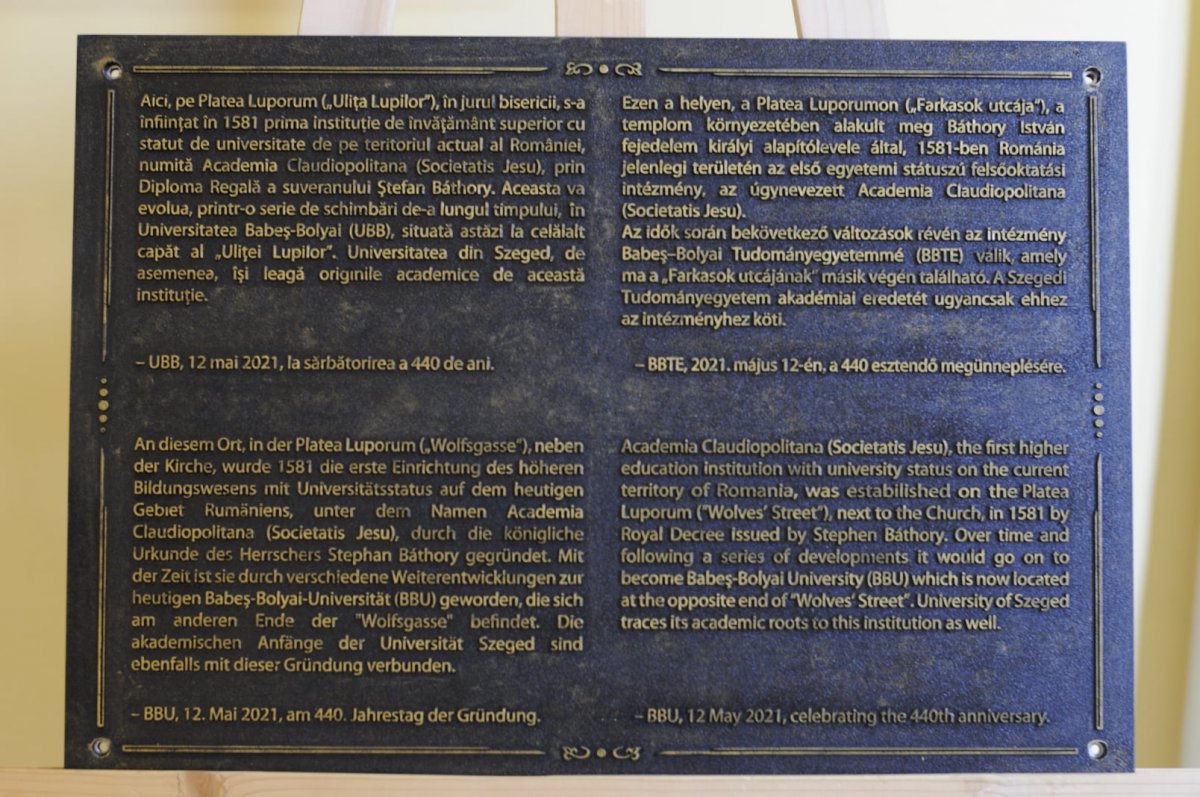 Aici, pe Platea Luporum („Uliţa Lupilor”), în jurul bisericii, s-a
înfiinţat în 1581 prima instituţie de învăţământ superior cu
statut de universitate de pe teritoriul actual al României,
numită Academia Claudiopolitana (Societatis Jesu), prin
Diploma Regală a suveranului Ştefan Báthory. Aceasta va
evolua, printr-o serie de schimbări de-a lungul timpului, în
Universitatea Babeş-Bolyai (UBB), situată astăzi la celălalt
capăt al „Uliţei Lupilor”. Universitatea din Szeged, de
asemenea, îşi leagă originile academice de această
instituţie.
– UBB, 12 mai 2021, la sărbătorirea a 440 de ani.
Ezen a helyen, a Platea Luporumon („Farkasok utcája”), a
templom környezetében alakult meg Báthory István
fejedelem királyi alapítólevele által, 1581-ben Románia
jelenlegi területén az első egyetemi státuszú felsőoktatási
intézmény, az úgynevezett Academia Claudiopolitana
(Societatis Jesu).
Az idők során bekövetkező változások révén az intézmény
Babeş–Bolyai Tudományegyetemmé (BBTE) válik, amely
ma a „Farkasok utcájának” másik végén található. A Szegedi
Tudományegyetem akadémiai eredetét ugyancsak ehhez
az intézményhez köti.
– BBTE, 2021. május 12-én, a 440 esztendő megünneplésére.
An diesem Ort, in der Platea Luporum („Wolfsgasse”), neben
der Kirche, wurde 1581 die erste Einrichtung des höheren
Bildungswesens mit Universitätsstatus auf dem heutigen
Gebiet Rumäniens, unter dem Namen Academia
Claudiopolitana (Societatis Jesu), durch die königliche
Urkunde des Herrschers Stephan Báthory gegründet. Mit
der Zeit ist sie durch verschiedene Weiterentwicklungen zur
heutigen Babeş-Bolyai-Universität (BBU) geworden, die sich
am anderen Ende der "Wolfsgasse" befindet. Die
akademischen Anfänge der Universität Szeged sind
ebenfalls mit dieser Gründung verbunden.
– BBU, 12. Mai 2021, am 440. Jahrestag der Gründung.
Academia Claudiopolitana (Societatis Jesu), the first higher
education institution with university status on the current
territory of Romania, was estabilished on the Platea
Luporum (“Wolves’ Street”), next to the Church, in 1581 by
Royal Decree issued by Stephen Báthory. Over time and
following a series of developments it would go on to
become Babeş-Bolyai University (BBU) which is now located
at the opposite end of “Wolves’ Street”. University of Szeged
traces its academic roots to this institution as well.
– BBU, 12 May 2021, celebrating the 440th anniversary.